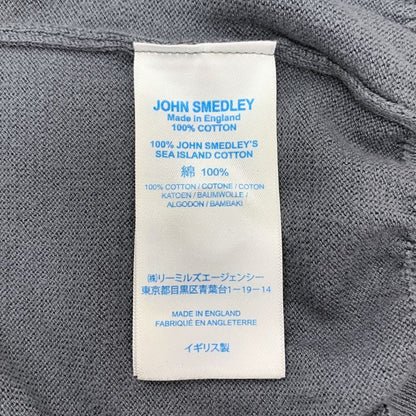 JOHN SMEDLEY
Made in England
100% COTTON
100% JOHN SMEDLEY'S
SEA ISLAND COTTON
綿 100%
100% COTTON / COTONE / COTON
KATOEN / BAUMWOLLE /
ALGODON / BAMBAKI
㈱リーミルズエージェンシー
東京都目黒区青葉台1-19-14
MADE IN ENGLAND
FABRIQUÉ EN ANGLETERRE
イギリス製